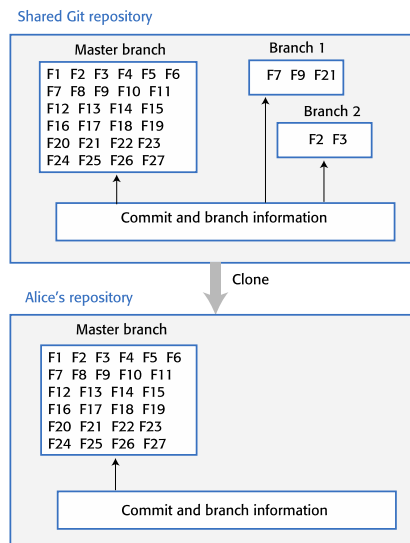 Shared Git repository
Master branch
F1 F2 F3 F4 F5 F6
F7 F8 F9 F10 F11
F12 F13 F14 F15
F16 F17 F18 F19
F20 F21 F22 F23
F24 F25 F26 F27
Branch 1
F7 F9 F21
Branch 2
F2 F3
Commit and branch information
Clone
Alice's repository
Master branch
F1 F2 F3 F4 F5 F6
F7 F8 F9 F10 F11
F12 F13 F14 F15
F16 F17 F18 F19
F20 F21 F22 F23
F24 F25 F26 F27
Commit and branch information